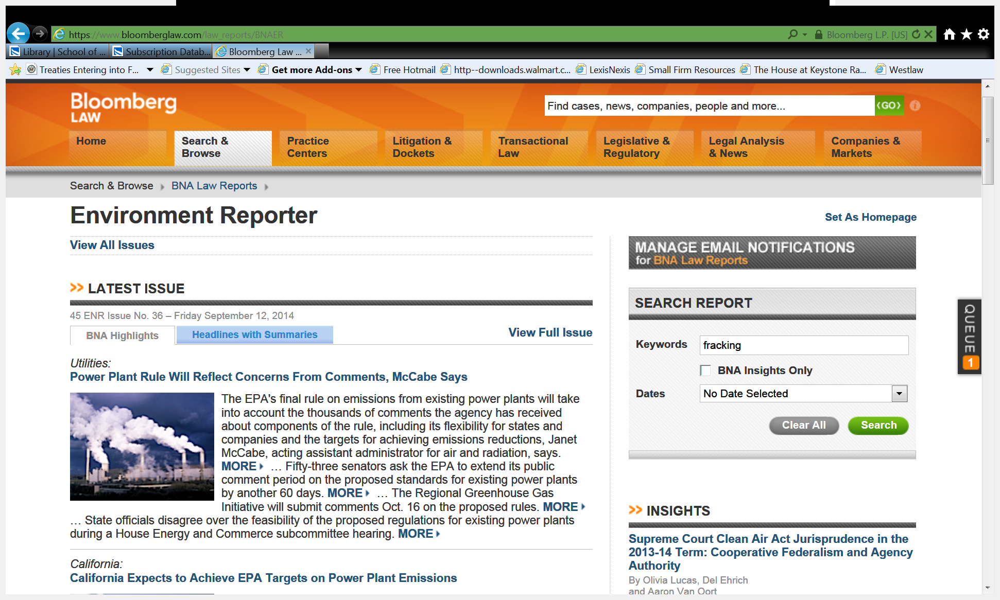 https://www.bloomberglaw.com/law_reports/BNAER
Bloomberg L.P. [US]
Library | School of ...
Subscription Datab...
Bloomberg Law ...
Treaties Entering into F...
Suggested Sites
Get more Add-ons
Free Hotmail
http--downloads.walmart.c...
LexisNexis
Small Firm Resources
The House at Keystone Ra...
Westlaw
Bloomberg
LAW
Find cases, news, companies, people and more...
<GO>
Home
Search &
Browse
Practice
Centers
Litigation &
Dockets
Transactional
Law
Legislative &
Regulatory
Legal Analysis
& News
Companies &
Markets
Search & Browse
BNA Law Reports
Environment Reporter
Set As Homepage
View All Issues
LATEST ISSUE
45 ENR Issue No. 36 – Friday September 12, 2014
BNA Highlights
Headlines with Summaries
View Full Issue
Utilities:
Power Plant Rule Will Reflect Concerns From Comments, McCabe Says
The EPA's final rule on emissions from existing power plants will take
into account the thousands of comments the agency has received
about components of the rule, including its flexibility for states and
companies and the targets for achieving emissions reductions, Janet
McCabe, acting assistant administrator for air and radiation, says.
MORE … Fifty-three senators ask the EPA to extend its public
comment period on the proposed standards for existing power plants
by another 60 days. MORE … The Regional Greenhouse Gas
Initiative will submit comments Oct. 16 on the proposed rules. MORE
… State officials disagree over the feasibility of the proposed regulations for existing power plants
during a House Energy and Commerce subcommittee hearing. MORE
California:
California Expects to Achieve EPA Targets on Power Plant Emissions
MANAGE EMAIL NOTIFICATIONS
for BNA Law Reports
SEARCH REPORT
Keywords
fracking
BNA Insights Only
Dates
No Date Selected
Clear All
Search
QUEUE
1
INSIGHTS
Supreme Court Clean Air Act Jurisprudence in the
2013-14 Term: Cooperative Federalism and Agency
Authority
By Olivia Lucas, Del Ehrich
and Aaron Van Oort